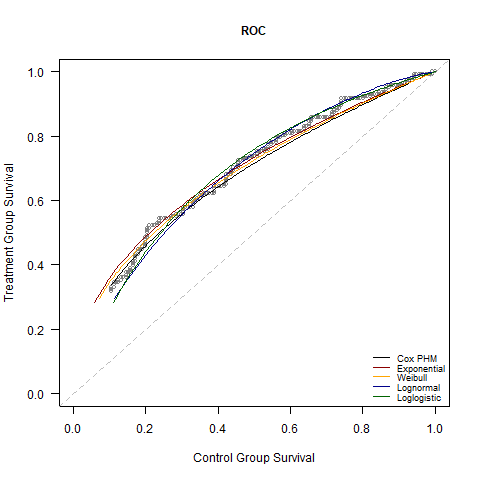 ROC
Treatment Group Survival
1.0
0.8
0.6
0.4
0.2
0.0
Cox PHM
Exponential
Weibull
Lognormal
Loglogistic
0.0 0.2 0.4 0.6 0.8 1.0
Control Group Survival